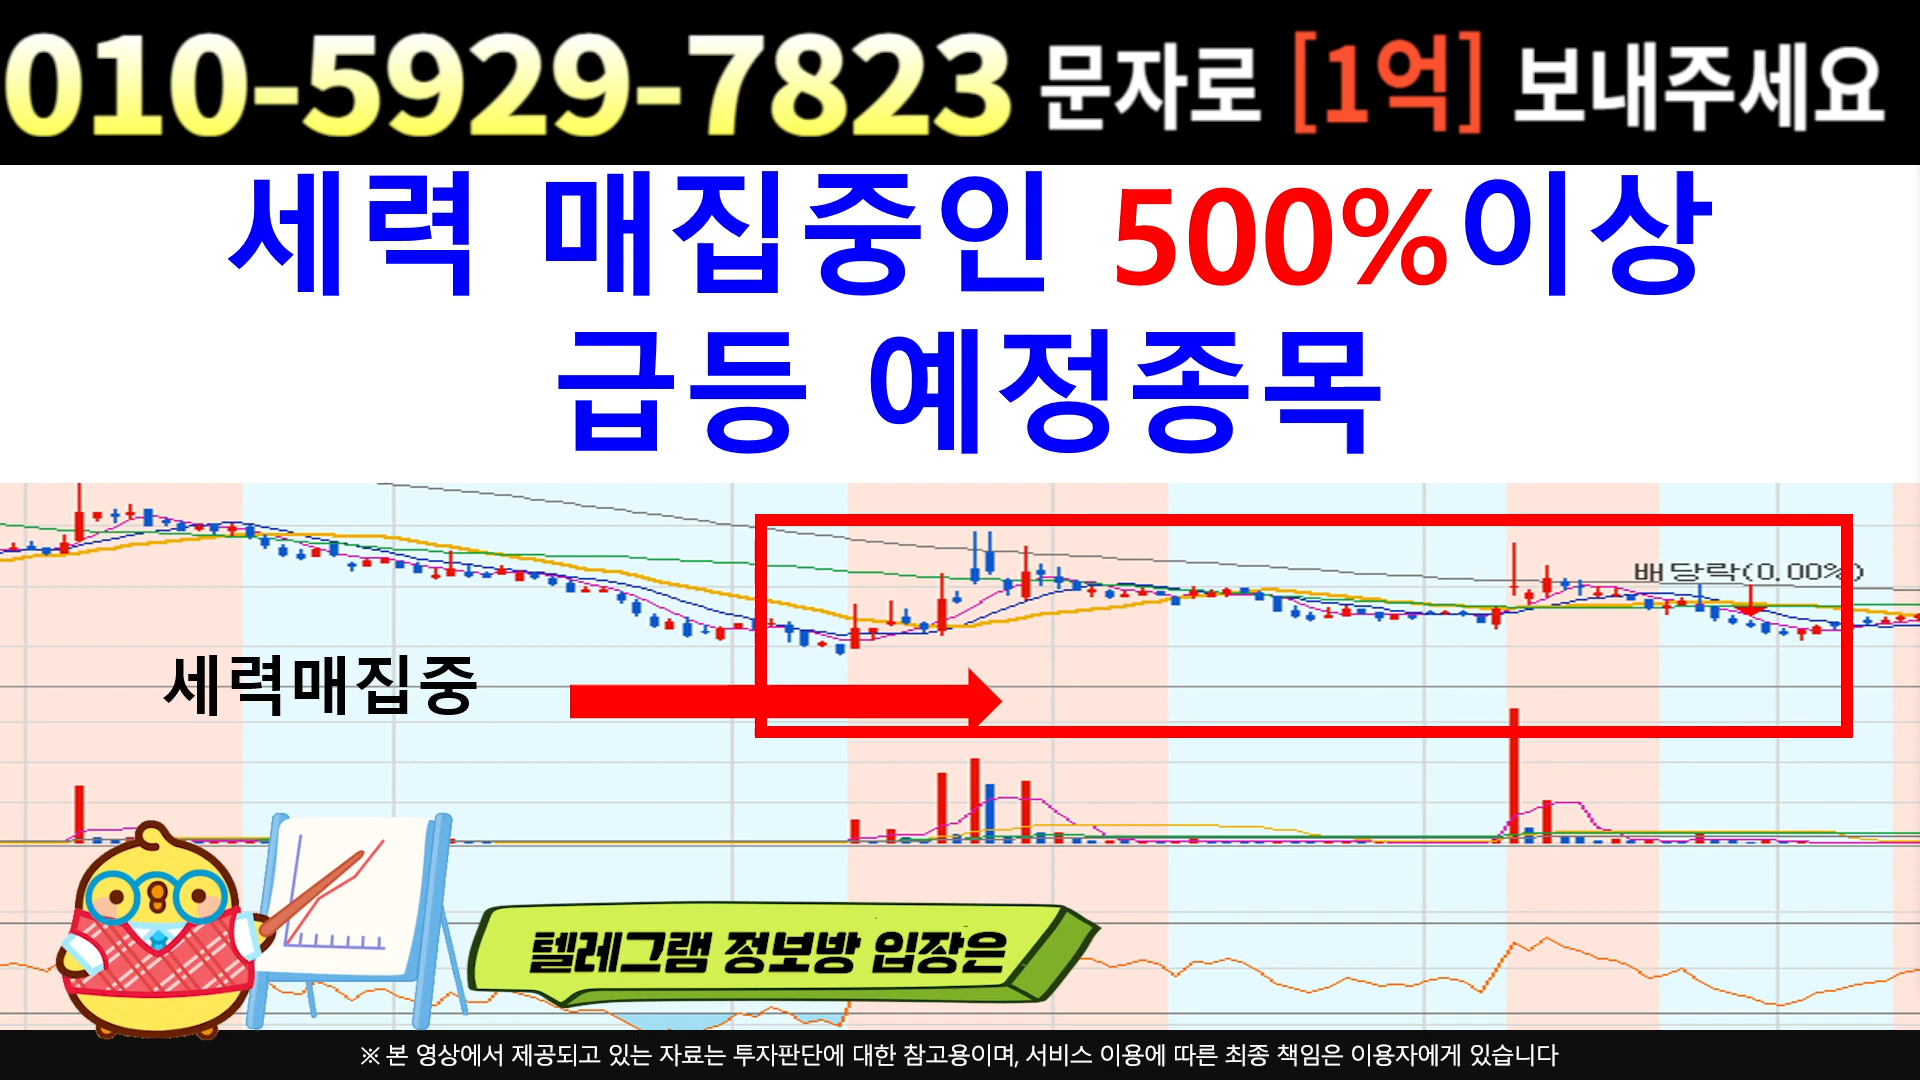 010-5929-7823 문자로 [1억] 보내주세요
세력 매집중인 500%이상
급등 예정종목
배당락(0.00%)
세력매집중
텔레그램 정보방 입장은
※ 본 영상에서 제공되고 있는 자료는 투자판단에 대한 참고용이며, 서비스 이용에 따른 최종 책임은 이용자에게 있습니다